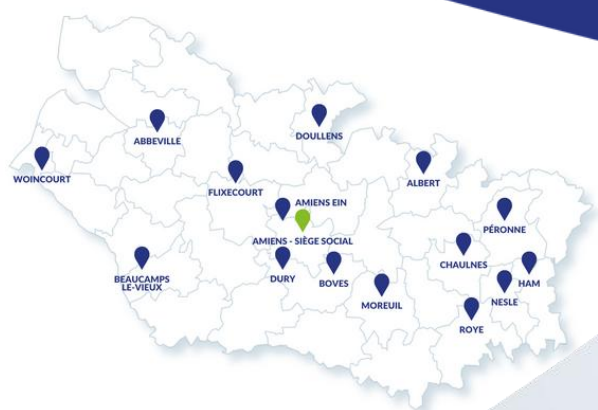 DOULLENS
ABBEVILLE
WOINCOURT
ALBERT
FLIXECOURT
AMIENS EIN
PÉRONNE
AMIENS - SIÈGE SOCIAL
CHAULNES
BEAUCAMPS
LE-VIEUX
DURY
BOVES
HAM
NESLE
MOREUIL
ROYE